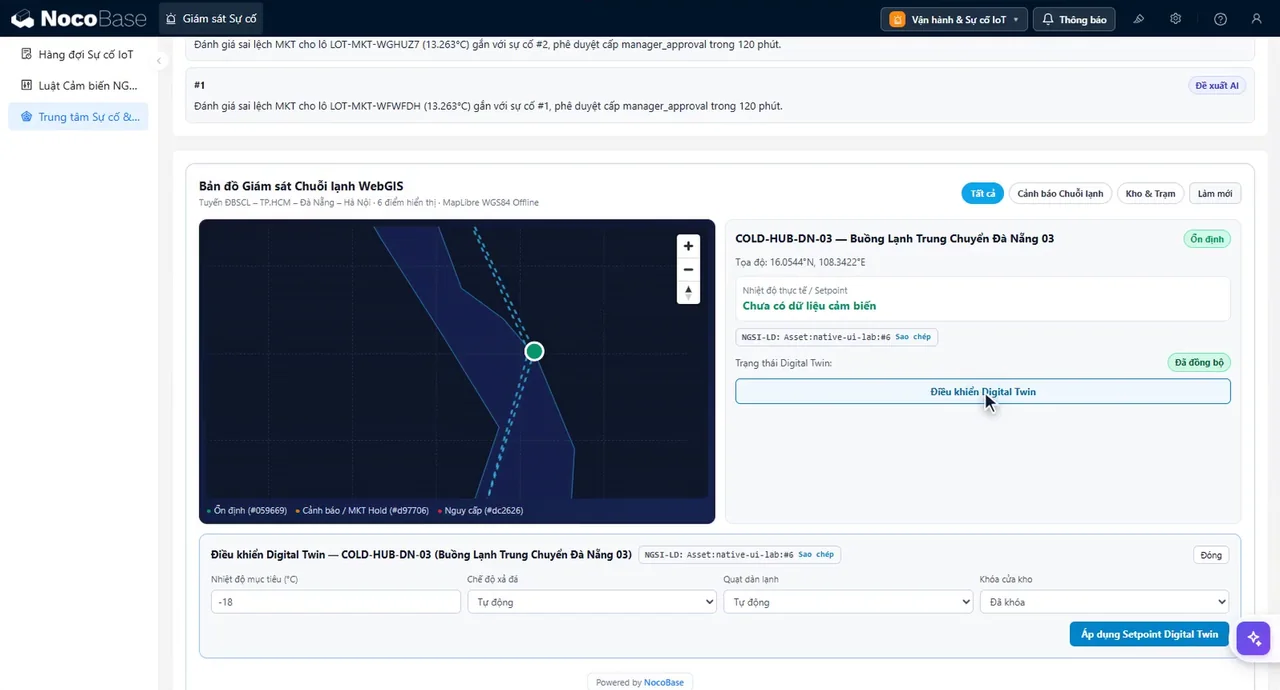 NocoBase
Giám sát Sự cố
Vận hành & Sự cố IoT
Thông báo
Hàng đợi Sự cố IoT
Luật Cảm biến NG...
Trung tâm Sự cố &...
Đánh giá sai lệch MKT cho lô LOT-MKT-WGHUZ7 (13.263°C) gắn với sự cố #2, phê duyệt cấp manager_approval trong 120 phút.
#1
Đề xuất AI
Đánh giá sai lệch MKT cho lô LOT-MKT-WFWFDH (13.263°C) gắn với sự cố #1, phê duyệt cấp manager_approval trong 120 phút.
Bản đồ Giám sát Chuỗi lạnh WebGIS
Tuyến ĐBSCL – TP.HCM – Đà Nẵng – Hà Nội · 6 điểm hiển thị · MapLibre WGS84 Offline
Tất cả
Cảnh báo Chuỗi lạnh
Kho & Trạm
Làm mới
Ổn định (#059669)
Cảnh báo / MKT Hold (#d97706)
Nguy cấp (#dc2626)
COLD-HUB-DN-03 — Buồng Lạnh Trung Chuyển Đà Nẵng 03
Ổn định
Tọa độ: 16.0544°N, 108.3422°E
Nhiệt độ thực tế / Setpoint
Chưa có dữ liệu cảm biến
NGSI-LD: Asset:native-ui-lab:#6 Sao chép
Trạng thái Digital Twin:
Đã đồng bộ
Điều khiển Digital Twin
Điều khiển Digital Twin — COLD-HUB-DN-03 (Buồng Lạnh Trung Chuyển Đà Nẵng 03)
NGSI-LD: Asset:native-ui-lab:#6 Sao chép
Đóng
Nhiệt độ mục tiêu (°C)
Chế độ xả đá
Quạt dàn lạnh
Khóa cửa kho
-18
Tự động
Tự động
Đã khóa
Áp dụng Setpoint Digital Twin
Powered by NocoBase